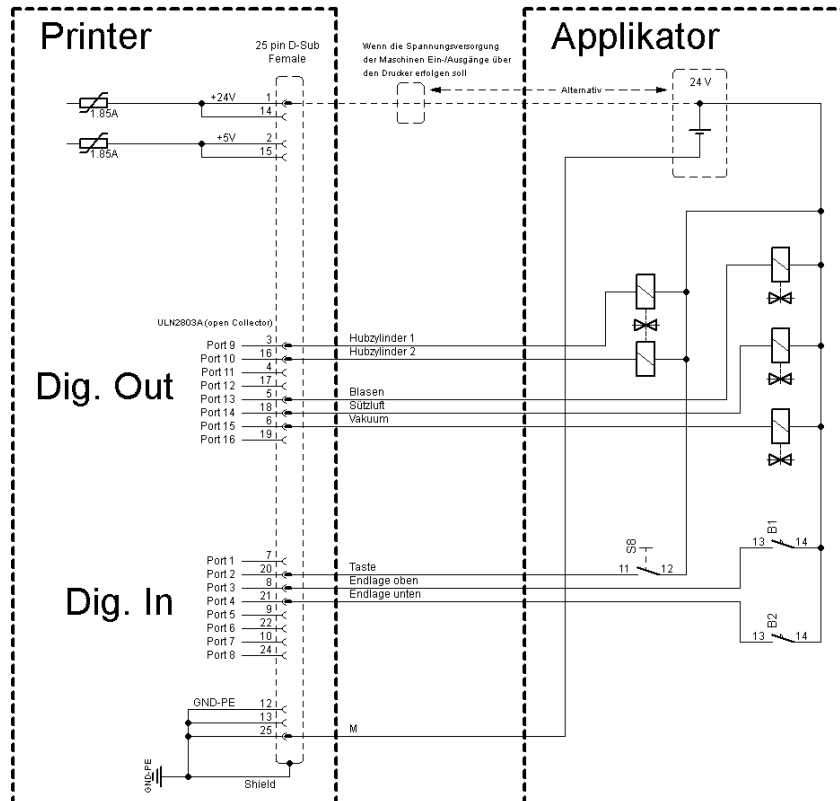 Printer
Applikator
25 pin D-Sub
Female
Wenn die Spannungsversorgung
der Maschinen Ein-/Ausgänge über
den Drucker erfolgen soll
Alternativ
24 V
+24V
1
1.85A
14
+5V
2
1.85A
15
ULN2803A (open Collector)
Dig. Out
Port 9
3
Hubzylinder 1
Port 10
16
Hubzylinder 2
Port 11
4
Port 12
17
Port 13
5
Blasen
Port 14
18
Sützluft
Port 15
6
Vakuum
Port 16
19
Dig. In
Port 1
7
Port 2
20
Taste
S8
11
12
Port 3
8
Endlage oben
B1
13
14
Port 4
21
Endlage unten
B2
13
14
Port 5
9
Port 6
22
Port 7
10
Port 8
24
GND-PE
12
13
25
M
GND-PE
Shield